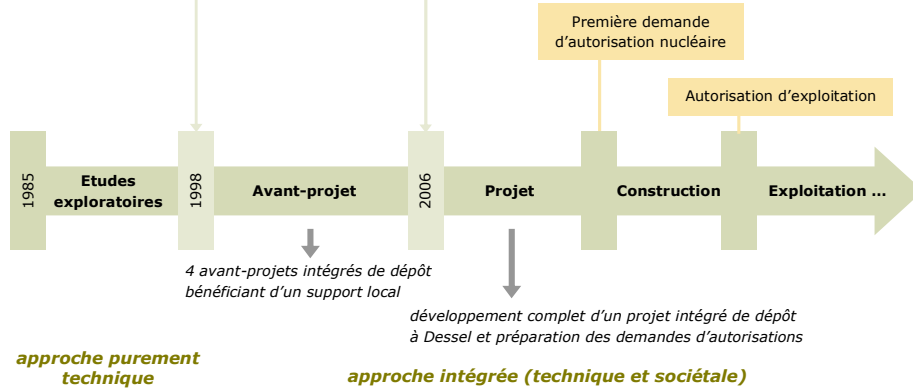 Première demande
d'autorisation nucléaire
Autorisation d'exploitation
1985
Etudes
exploratoires
1998
Avant-projet
2006
Projet
Construction
Exploitation ...
4 avant-projets intégrés de dépôt
bénéficiant d'un support local
développement complet d'un projet intégré de dépôt
à Dessel et préparation des demandes d'autorisations
approche purement
technique
approche intégrée (technique et sociétale)